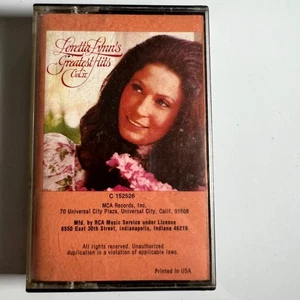 Loretta Lynn's
Greatest Hits
Vol. II
C 152526
MCA Records, Inc.
70 Universal City Plaza, Universal City, Calif. 91608
Mfd. by RCA Music Service under License
6550 East 30th Street, Indianapolis, Indiana 46219
All rights reserved. Unauthorized
duplication is a violation of applicable laws.
Printed in USA